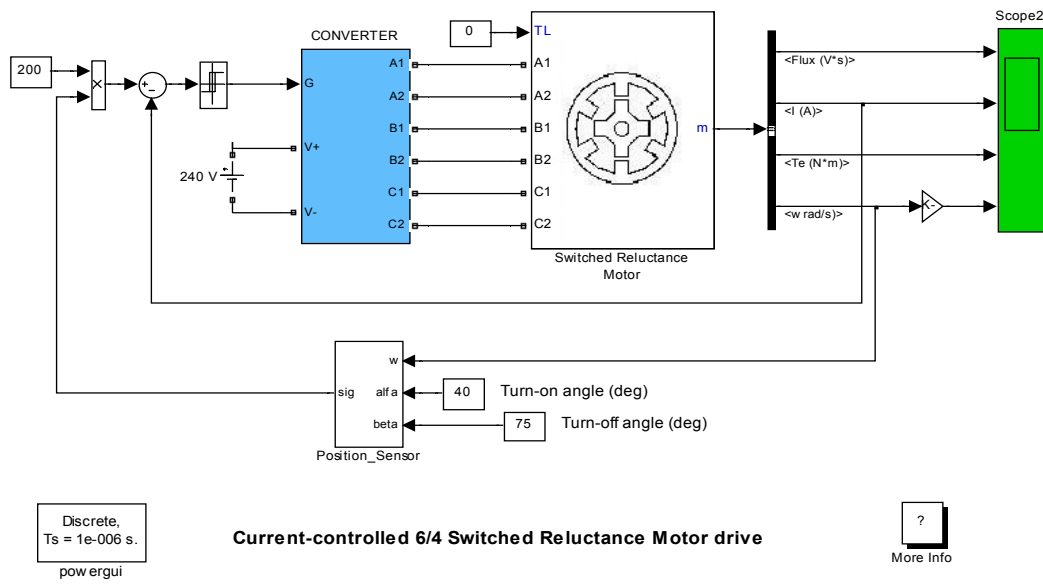 Scope2
CONVERTER
0
TL
200
×
+
−
G
A1
A2
B1
B2
C1
C2
V+
V-
240 V
+
A1
A2
B1
B2
C1
C2
m
<Flux (V*s)>
<I (A)>
<Te (N*m)>
<w rad/s)>
K-
Switched Reluctance
Motor
w
sig
alfa
beta
40
Turn-on angle (deg)
75
Turn-off angle (deg)
Position_Sensor
Discrete,
Ts = 1e-006 s.
powergui
Current-controlled 6/4 Switched Reluctance Motor drive
?
More Info